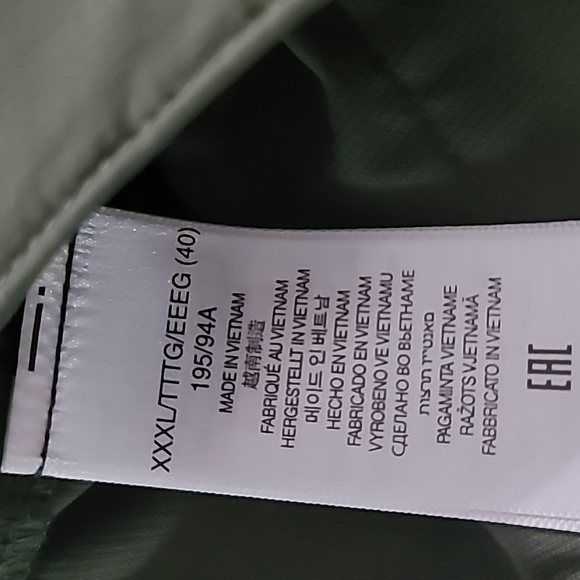 XXXL/TTTG/EEEG (40)
195/94A
MADE IN VIETNAM
越南制造
FABRIQUÉ AU VIETNAM
HERGESTELLT IN VIETNAM
메이드 인 베트남
HECHO EN VIETNAM
FABRICADO EN VIETNAM
VYROBENO VE VIETNAMU
СДЕЛАНО ВО ВЬЕТНАМЕ
PAGAMINTA VIETNAME
RAŽOTS VJETNAMĀ
FABBRICATO IN VIETNAM
EAC